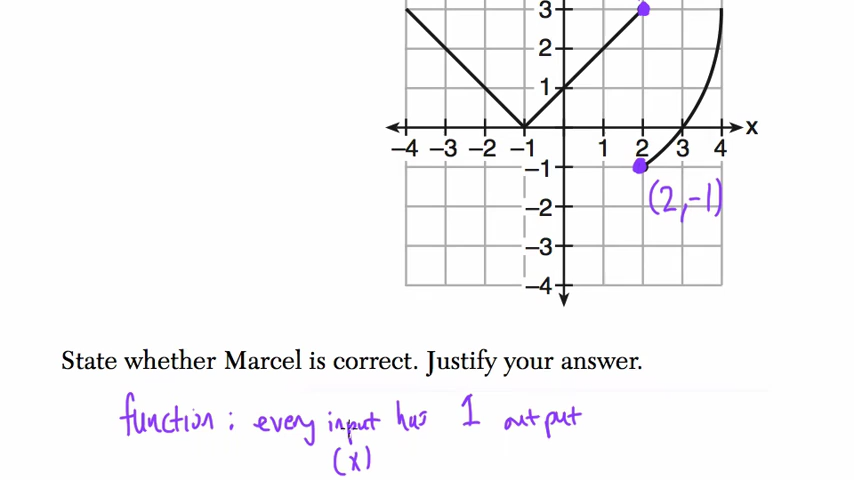 3
2
1
x
–4 –3 –2 –1 1 2 3 4
–1
(2,-1)
–2
–3
–4
State whether Marcel is correct. Justify your answer.
function: every input has 1 output
(x)